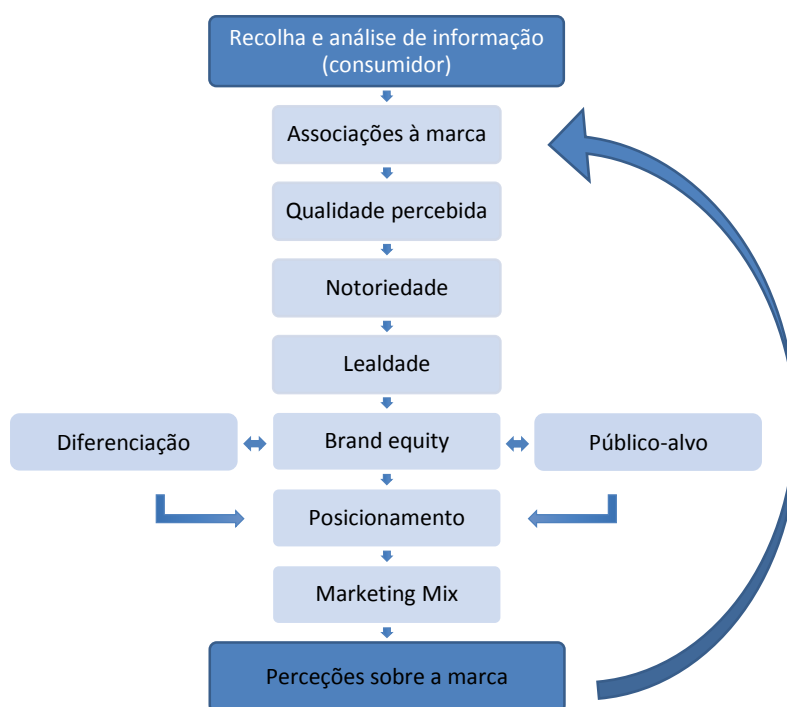 Recolha e análise de informação
(consumidor)
Associações à marca
Qualidade percebida
Notoriedade
Lealdade
Diferenciação
Brand equity
Público-alvo
Posicionamento
Marketing Mix
Perceções sobre a marca